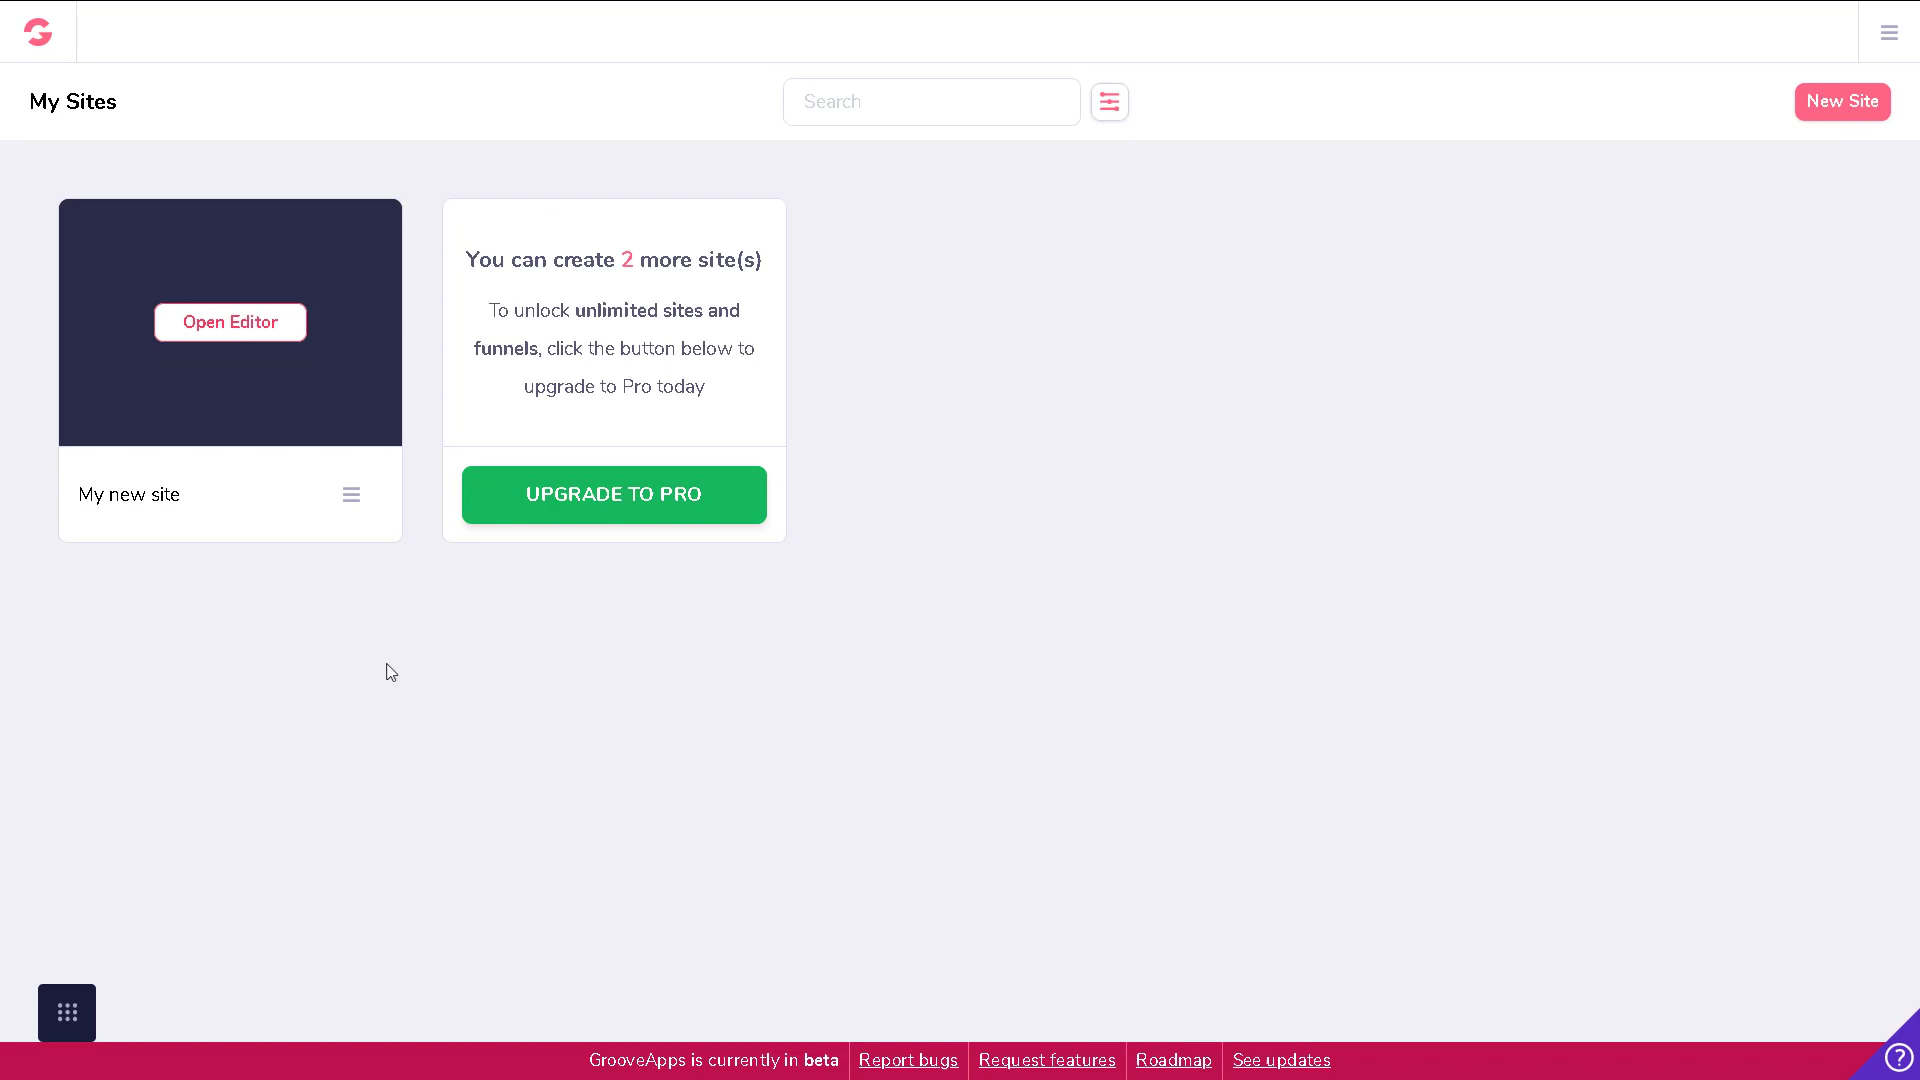 My Sites
Search
New Site
Open Editor
My new site
You can create 2 more site(s)
To unlock unlimited sites and
funnels, click the button below to
upgrade to Pro today
UPGRADE TO PRO
GrooveApps is currently in beta
Report bugs
Request features
Roadmap
See updates